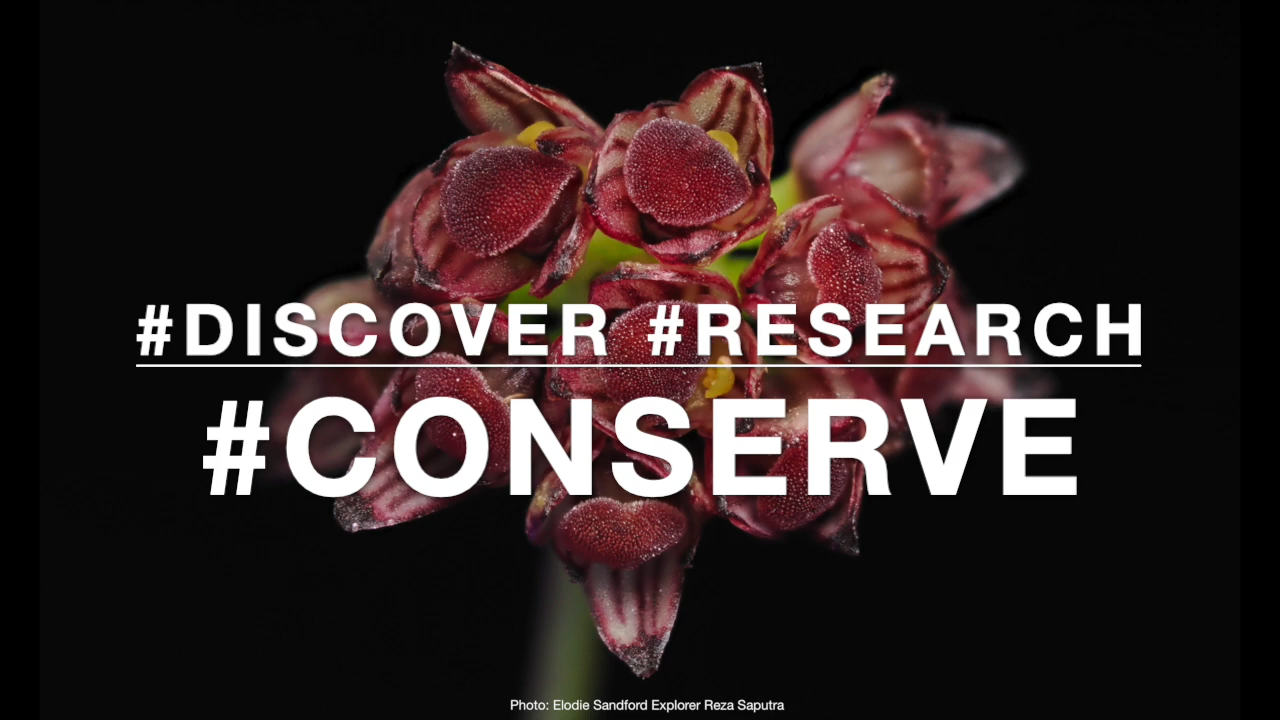 #DISCOVER #RESEARCH
#CONSERVE
Photo: Elodie Sandford Explorer Reza Saputra